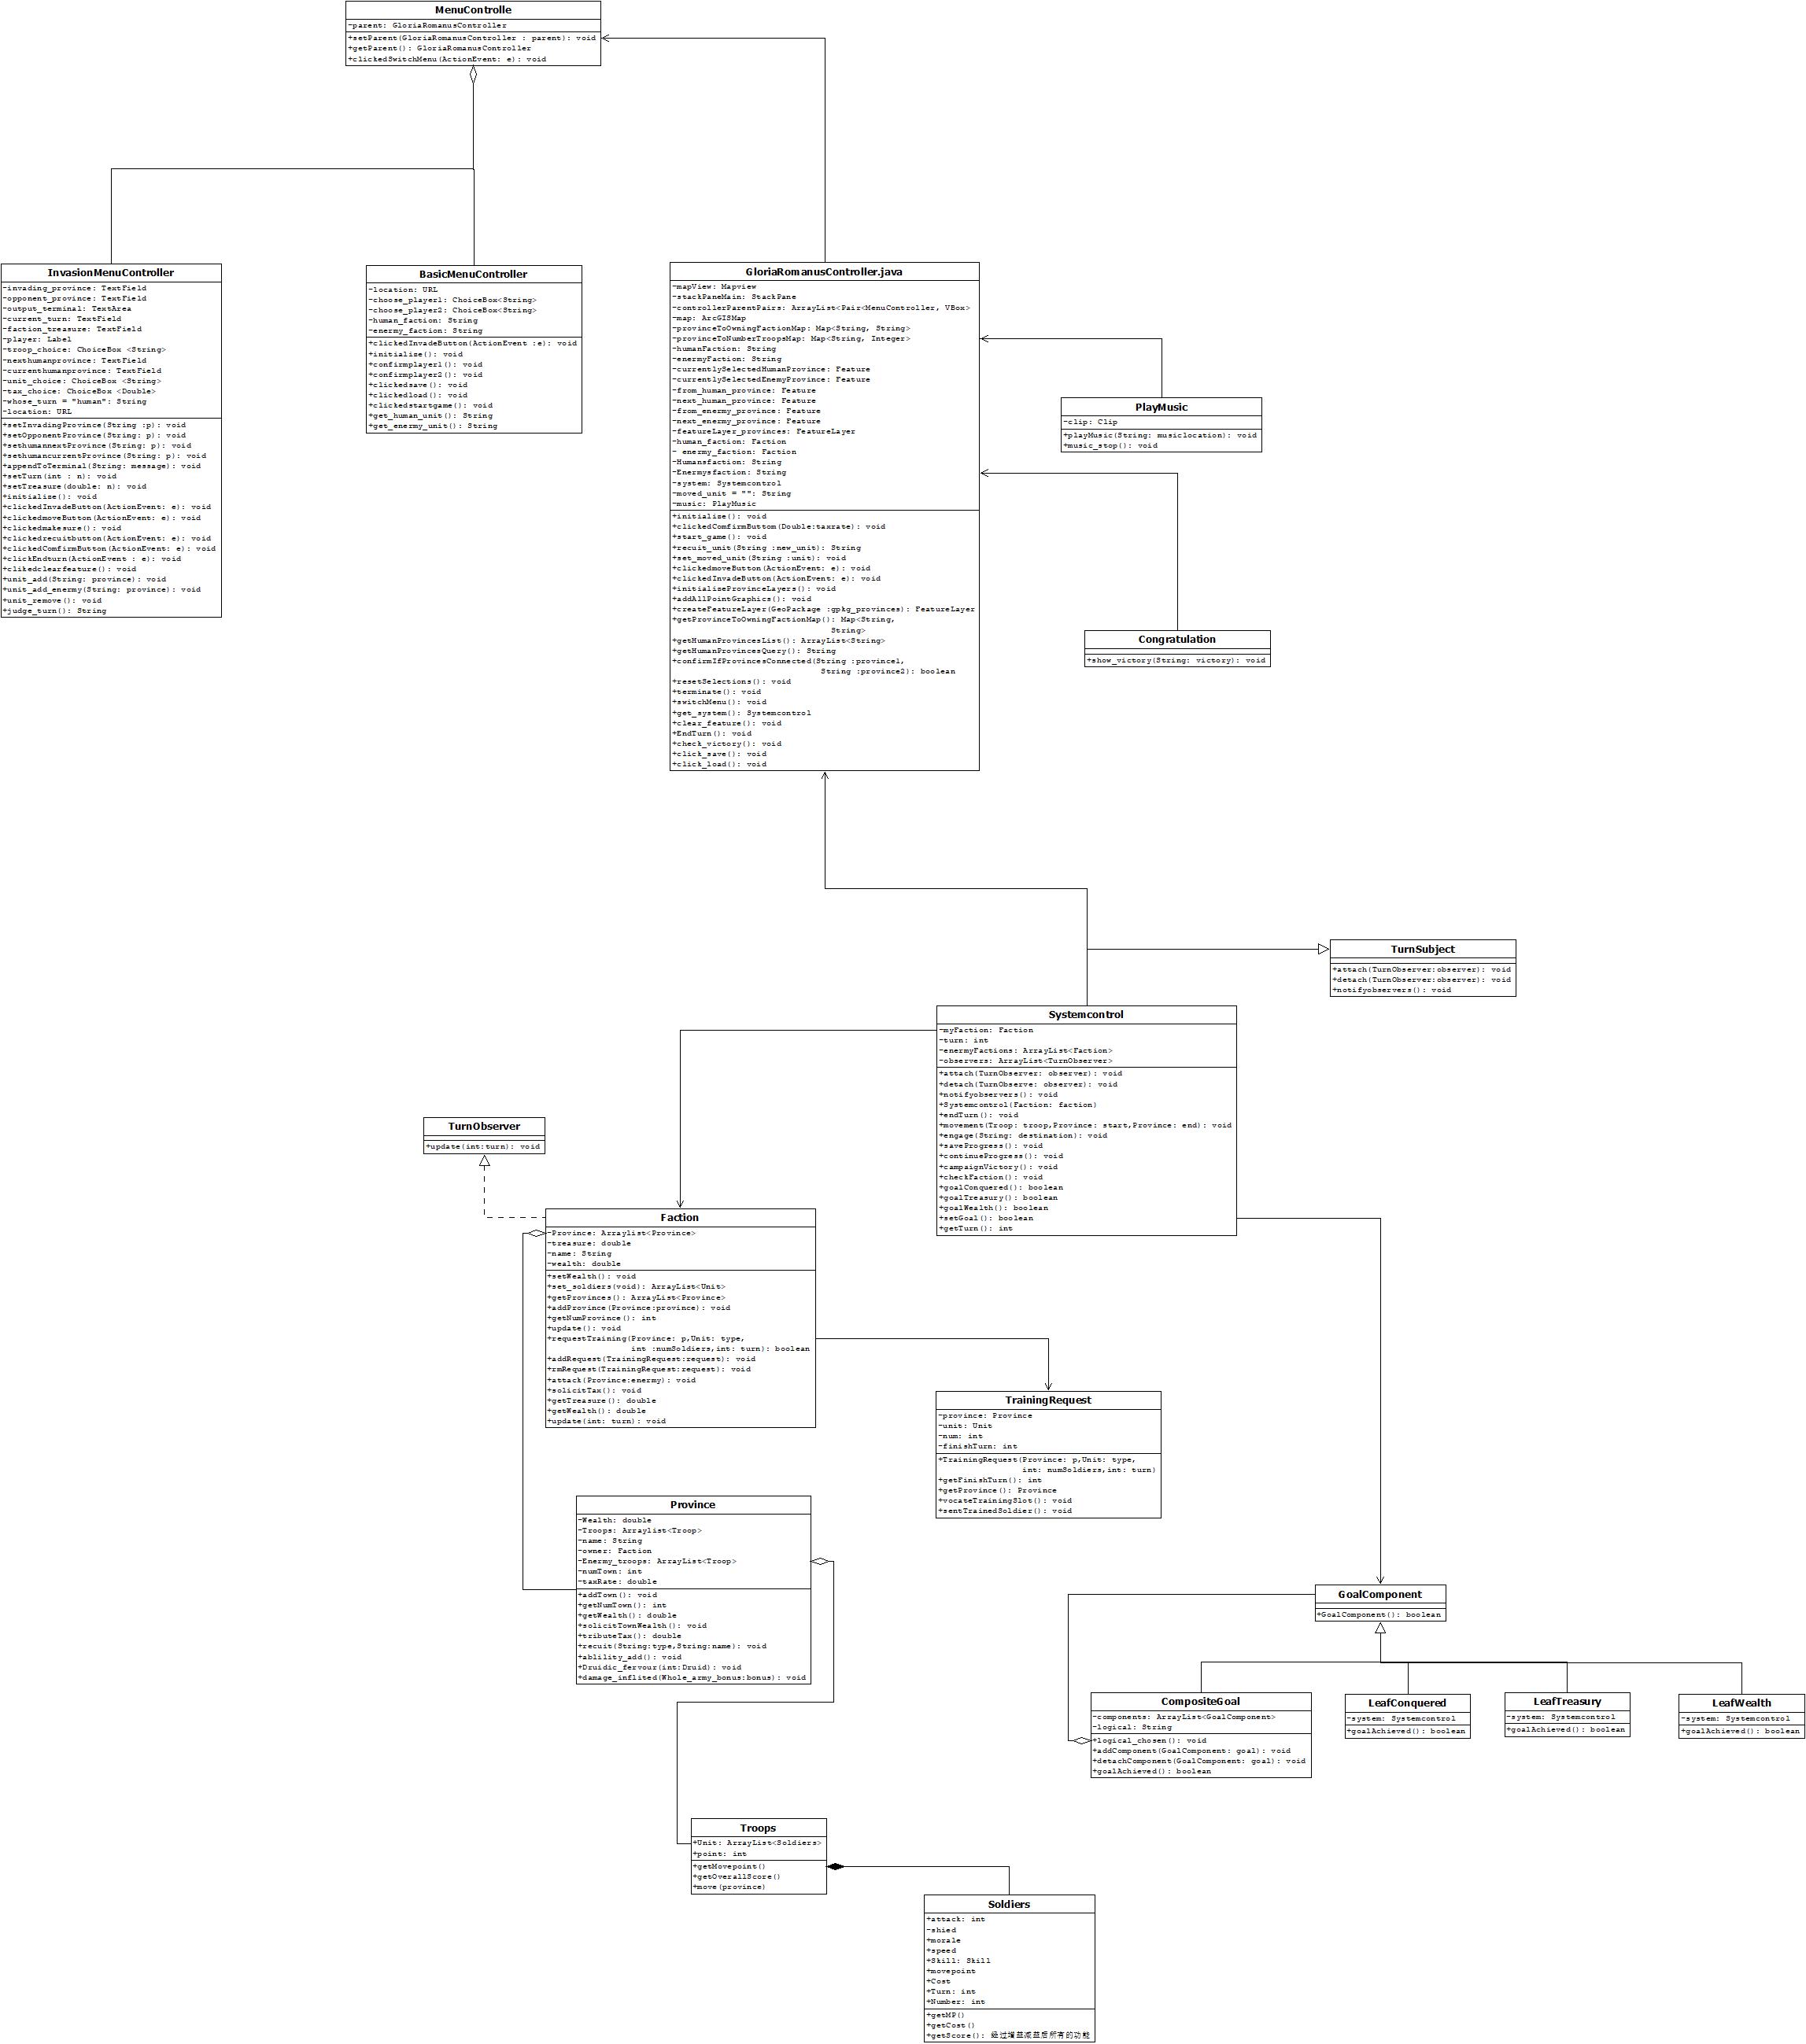 MenuControlle
-parent: GloriaRomanusController
+setParent(GloriaRomanusController : parent): void
+getParent(): GloriaRomanusController
+clickedSwitchMenu(ActionEvent: e): void
InvasionMenuController
-invading_province: TextField
-opponent_province: TextField
-output_terminal: TextArea
-current_turn: TextField
-faction_treasure: TextField
-player: Label
-troop_choice: ChoiceBox <String>
-nexthumanprovince: TextField
-currenthumanprovince: TextField
-unit_choice: ChoiceBox <String>
-tax_choice: ChoiceBox <Double>
-whose_turn = "human": String
-location: URL
+setInvadingProvince(String :p): void
+setOpponentProvince(String: p): void
+sethumannextProvince(String: p): void
+sethumancurrentProvince(String: p): void
+appendToTerminal(String: message): void
+setTurn(int : n): void
+setTreasure(double: n): void
+initialise(): void
+clickedInvadeButton(ActionEvent: e): void
+clickedmoveButton(ActionEvent: e): void
+clickedmakesure(): void
+clickedrecuitbutton(ActionEvent: e): void
+clickedComfirmButton(ActionEvent: e): void
+clickEndturn(ActionEvent : e): void
+clikedclearfeature(): void
+unit_add(String: province): void
+unit_add_enemy(String: province): void
+unit_remove(): void
+judge_turn(): String
BasicMenuController
-location: URL
-choose_player1: ChoiceBox<String>
-choose_player2: ChoiceBox<String>
-human_faction: String
-enermy_faction: String
+clickedInvadeButton(ActionEvent :e): void
+initialise(): void
+confirmplayer1(): void
+confirmplayer2(): void
+clickedsave(): void
+clickedload(): void
+clickedstartgame(): void
+get_human_unit(): String
+get_enermy_unit(): String
GloriaRomanusController.java
-mapView: Mapview
-stackPaneMain: StackPane
-controllerParentPairs: ArrayList<Pair<MenuController, VBox>
-map: ArcGISMap
-provinceToOwningFactionMap: Map<String, String>
-provinceToNumberTroopsMap: Map<String, Integer>
-humanFaction: String
-enemyFaction: String
-currentlySelectedHumanProvince: Feature
-currentlySelectedEnemyProvince: Feature
-from_human_province: Feature
-next_human_province: Feature
-from_enemy_province: Feature
-next_enemy_province: Feature
-featureLayer_provinces: FeatureLayer
-human_faction: Faction
- enemy_faction: Faction
-Humansfaction: String
-Enemysfaction: String
-system: Systemcontrol
-moved_unit = "": String
-music: PlayMusic
+initialize(): void
+clickedComfirmButtom(Double:taxrate): void
+start_game(): void
+recuit_unit(String :new_unit): String
+set_moved_unit(String :unit): void
+clickedmoveButton(ActionEvent: e): void
+clickedInvadeButton(ActionEvent: e): void
+initialiseProvinceLayers(): void
+addAllPointGraphics(): void
+createFeatureLayer(GeoPackage :gpkg_provinces): FeatureLayer
+getProvinceToOwningFactionMap(): Map<String,
String>
+getHumanProvincesList(): ArrayList<String>
+getHumanProvincesQuery(): String
+confirmIfProvincesConnected(String :province1,
String :province2): boolean
+resetSelections(): void
+terminate(): void
+switchMenu(): void
+get_system(): Systemcontrol
+clear_feature(): void
+EndTurn(): void
+check_victory(): void
+click_save(): void
+click_load(): void
PlayMusic
-clip: Clip
+playMusic(String: musiclocation): void
+music_stop(): void
Congratulation
+show_victory(String: victory): void
TurnSubject
+attach(TurnObserver:observer): void
+detach(TurnObserver:observer): void
+notifyobservers(): void
Systemcontrol
-myFaction: Faction
-turn: int
-enermyFactions: ArrayList<Faction>
-observers: ArrayList<TurnObserver>
+attach(TurnObserver: observer): void
+detach(TurnObserve: observer): void
+notifyobservers(): void
+Systemcontrol(Faction: faction)
+endTurn(): void
+movement(Troop: troop,Province: start,Province: end): void
+engage(String: destination): void
+saveProgress(): void
+continueProgress(): void
+campaignVictory(): void
+checkFaction(): void
+goalConquered(): boolean
+goalTreasury(): boolean
+goalWealth(): boolean
+setGoal(): boolean
+getTurn(): int
TurnObserver
+update(int:turn): void
Faction
-Province: Arraylist<Province>
-treasure: double
-name: String
-wealth: double
+setWealth(): void
+set_soldiers(void): ArrayList<Unit>
+getProvinces(): ArrayList<Province>
+addProvince(Province:province): void
+getNumProvince(): int
+update(): void
+requestTraining(Province: p,Unit: type,
int :numSoldiers,int: turn): boolean
+addRequest(TrainingRequest:request): void
+rmRequest(TrainingRequest:request): void
+attack(Province:enemy): void
+solicitTax(): void
+getTreasure(): double
+getWealth(): double
+update(int: turn): void
TrainingRequest
-province: Province
-unit: Unit
-num: int
-finishTurn: int
+TrainingRequest(Province: p,Unit: type,
int: numSoldiers,int: turn)
+getFinishTurn(): int
+getProvince(): Province
+vocateTrainingSlot(): void
+sentTrainedSoldier(): void
Province
-Wealth: double
-Troops: Arraylist<Troop>
-name: String
-owner: Faction
-Enemy_troops: ArrayList<Troop>
-numTown: int
-taxRate: double
+addTown(): void
+getNumTown(): int
+getWealth(): double
+solicitTownWealth(): void
+tributeTax(): double
+recuit(String:type,String:name): void
+ablility_add(): void
+Druidic_fervour(int:Druid): void
+damage_inflited(Whole_army_bonus:bonus): void
GoalComponent
+GoalComponent(): boolean
CompositeGoal
-components: ArrayList<GoalComponent>
-logical: String
+logical_chosen(): void
+addComponent(GoalComponent: goal): void
+detachComponent(GoalComponent: goal): void
+goalAchieved(): boolean
LeafConquered
-system: Systemcontrol
+goalAchieved(): boolean
LeafTreasury
-system: Systemcontrol
+goalAchieved(): boolean
LeafWealth
-system: Systemcontrol
+goalAchieved(): boolean
Troops
+Unit: ArrayList<Soldiers>
+point: int
+getMovepoint()
+getOverallScore()
+move(province)
Soldiers
+attack: int
-shied
+morale
+speed
+Skill: Skill
+movepoint
+Cost
+Turn: int
+Number: int
+getMP()
+getCost()
+getScore(): 经过增益减益后所有的功能